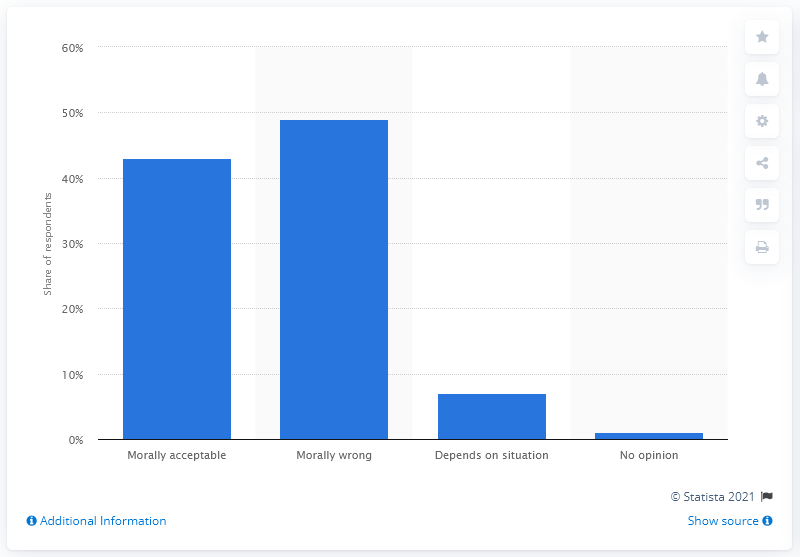 60%
50%
40%
30%
20%
10%
0%
Share of respondents
Morally acceptable
Morally wrong
Depends on situation
No opinion
© Statista 2021
Additional Information
Show source